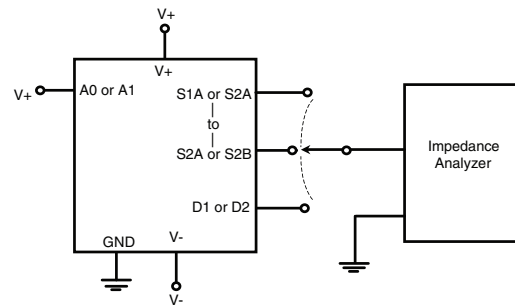 V+
V+
V+
A0 or A1
S1A or S2A
to
S2A or S2B
Impedance
Analyzer
D1 or D2
GND
V-
V-